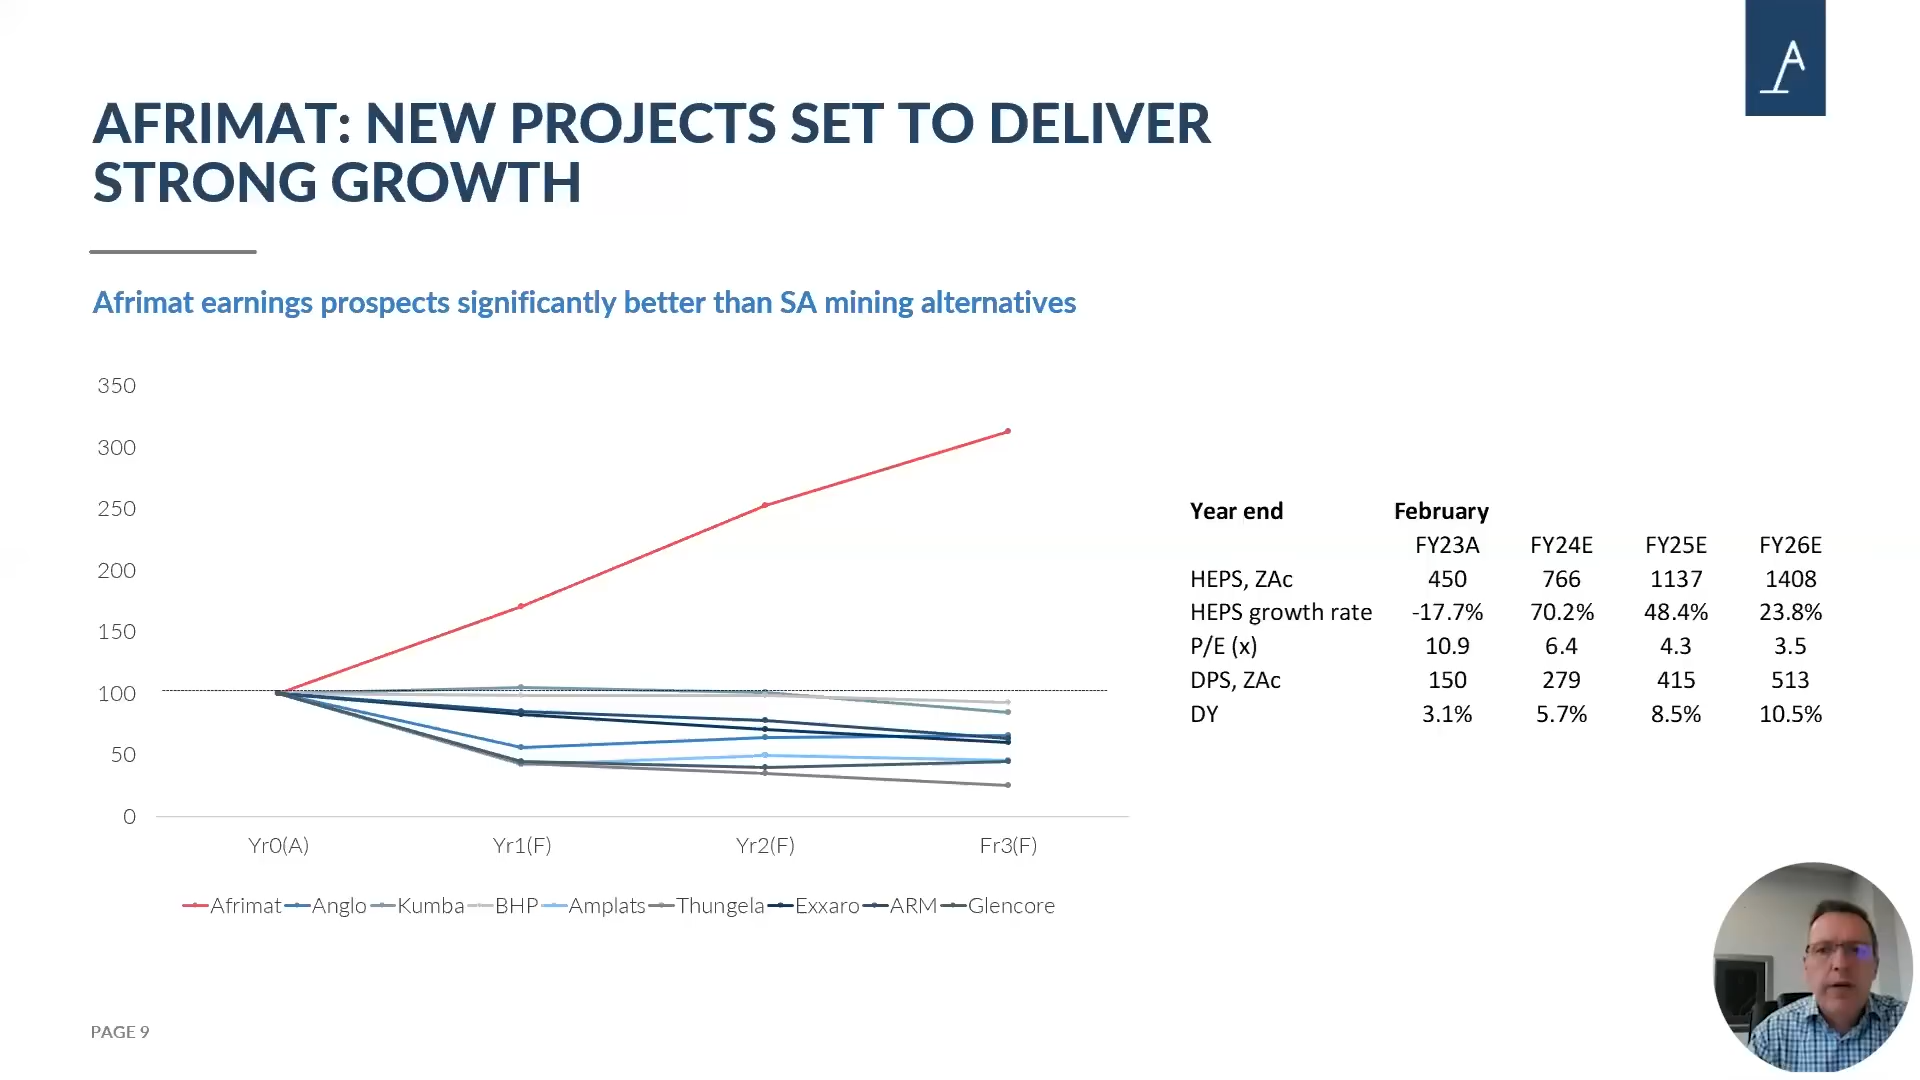 AFRIMAT: NEW PROJECTS SET TO DELIVER
STRONG GROWTH
Afrimat earnings prospects significantly better than SA mining alternatives
350
300
250
200
150
100
50
0
Yr0(A) Yr1(F) Yr2(F) Fr3(F)
Afrimat Anglo Kumba BHP Amplats Thungela Exxaro ARM Glencore
Year end February
FY23A FY24E FY25E FY26E
HEPS, ZAc 450 766 1137 1408
HEPS growth rate -17.7% 70.2% 48.4% 23.8%
P/E (x) 10.9 6.4 4.3 3.5
DPS, ZAc 150 279 415 513
DY 3.1% 5.7% 8.5% 10.5%
PAGE 9